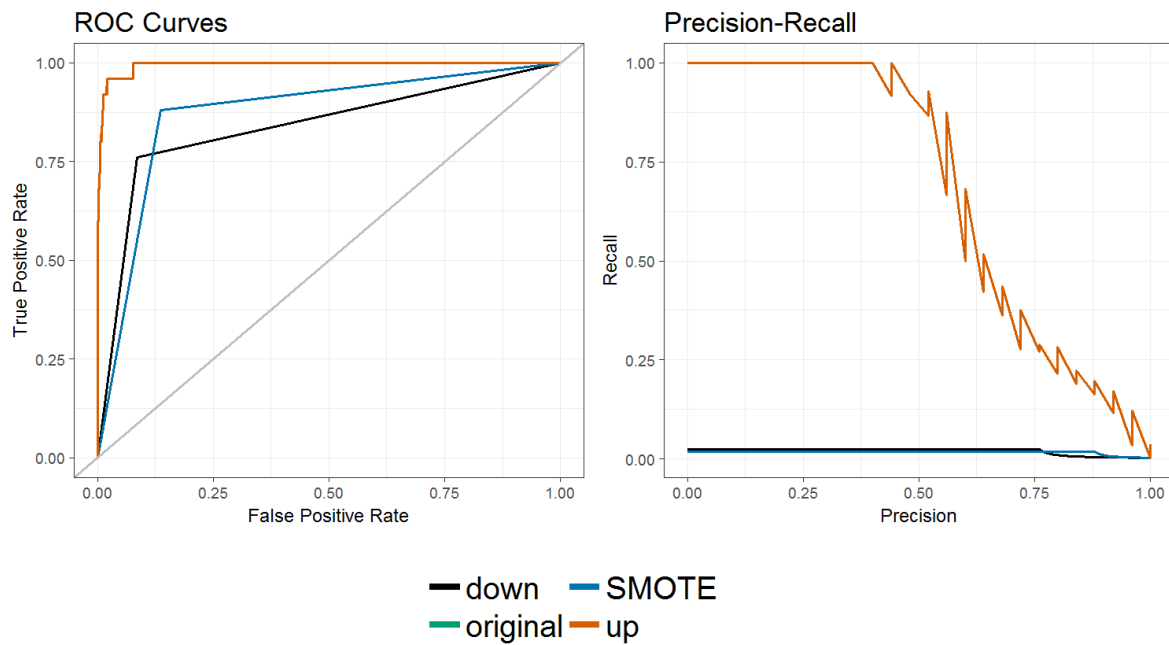 ROC Curves
Precision-Recall
1.00
0.75
0.50
0.25
0.00
True Positive Rate
0.00 0.25 0.50 0.75 1.00
False Positive Rate
1.00
0.75
0.50
0.25
0.00
Recall
0.00 0.25 0.50 0.75 1.00
Precision
down SMOTE
original up